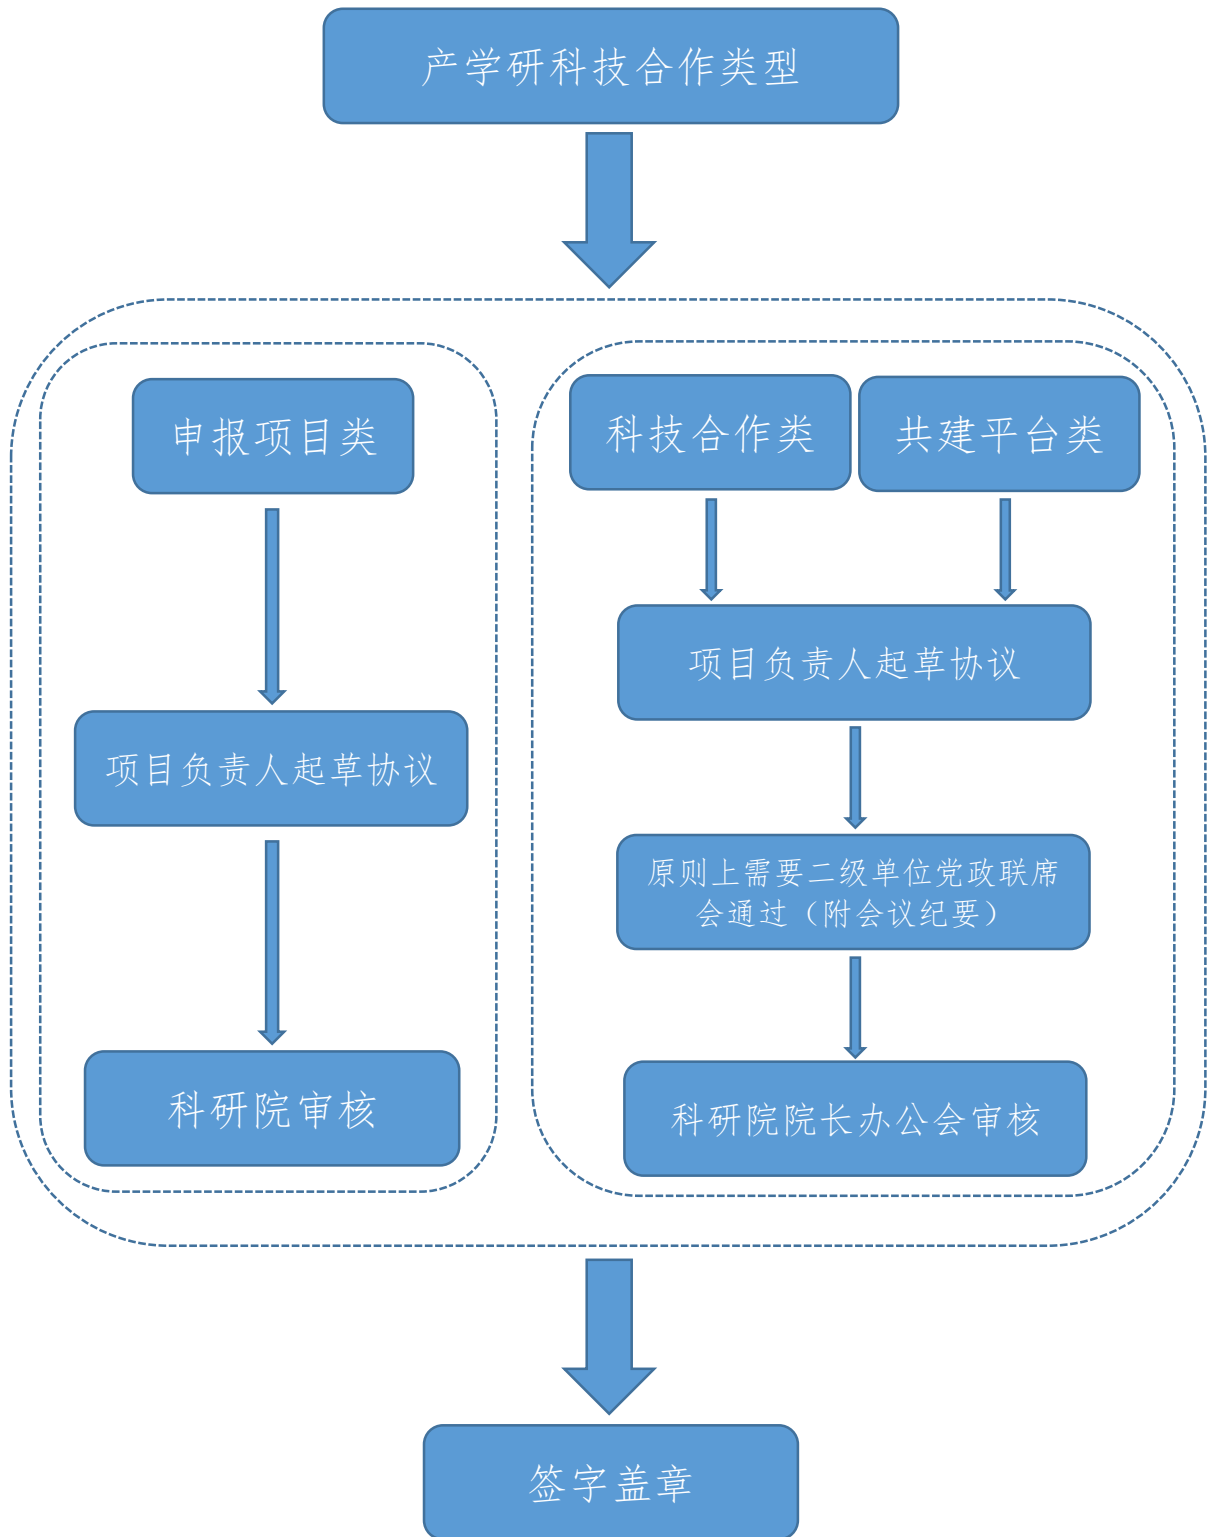 产学研科技合作类型
申报项目类
项目负责人起草协议
科研院审核
科技合作类
共建平台类
项目负责人起草协议
原则上需要二级单位党政联席
会通过（附会议纪要）
科研院院长办公会审核
签字盖章